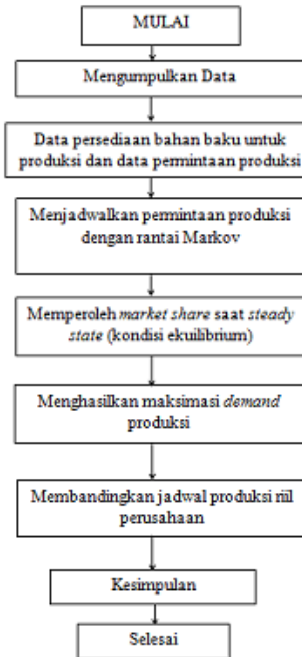 MULAI
Mengumpulkan Data
Data persediaan bahan baku untuk
produksi dan data permintaan produksi
Menjadwalkan permintaan produksi
dengan rantai Markov
Memperoleh market share saat steady
state (kondisi ekuilibrium)
Menghasilkan maksimasi demand
produksi
Membandingkan jadwal produksi riil
perusahaan
Kesimpulan
Selesai